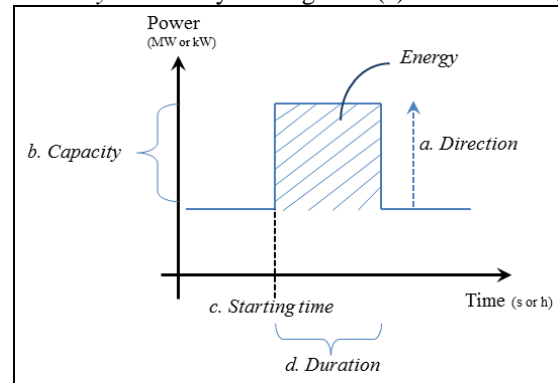 Power
(MW or kW)
Energy
a. Direction
b. Capacity
c. Starting time
Time (s or h)
d. Duration